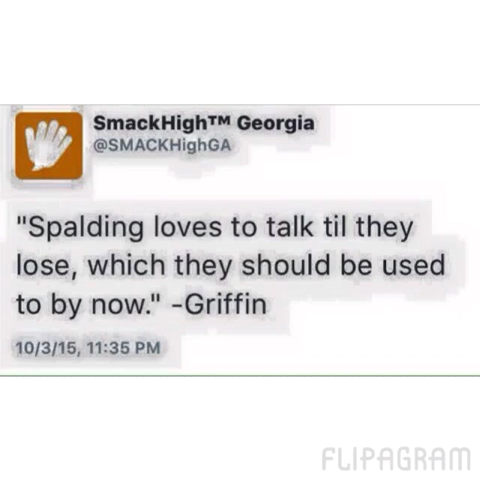 SmackHigh™ Georgia
@SMACKHighGA
"Spalding loves to talk til they
lose, which they should be used
to by now." -Griffin
10/3/15, 11:35 PM
FLIPAGRAM